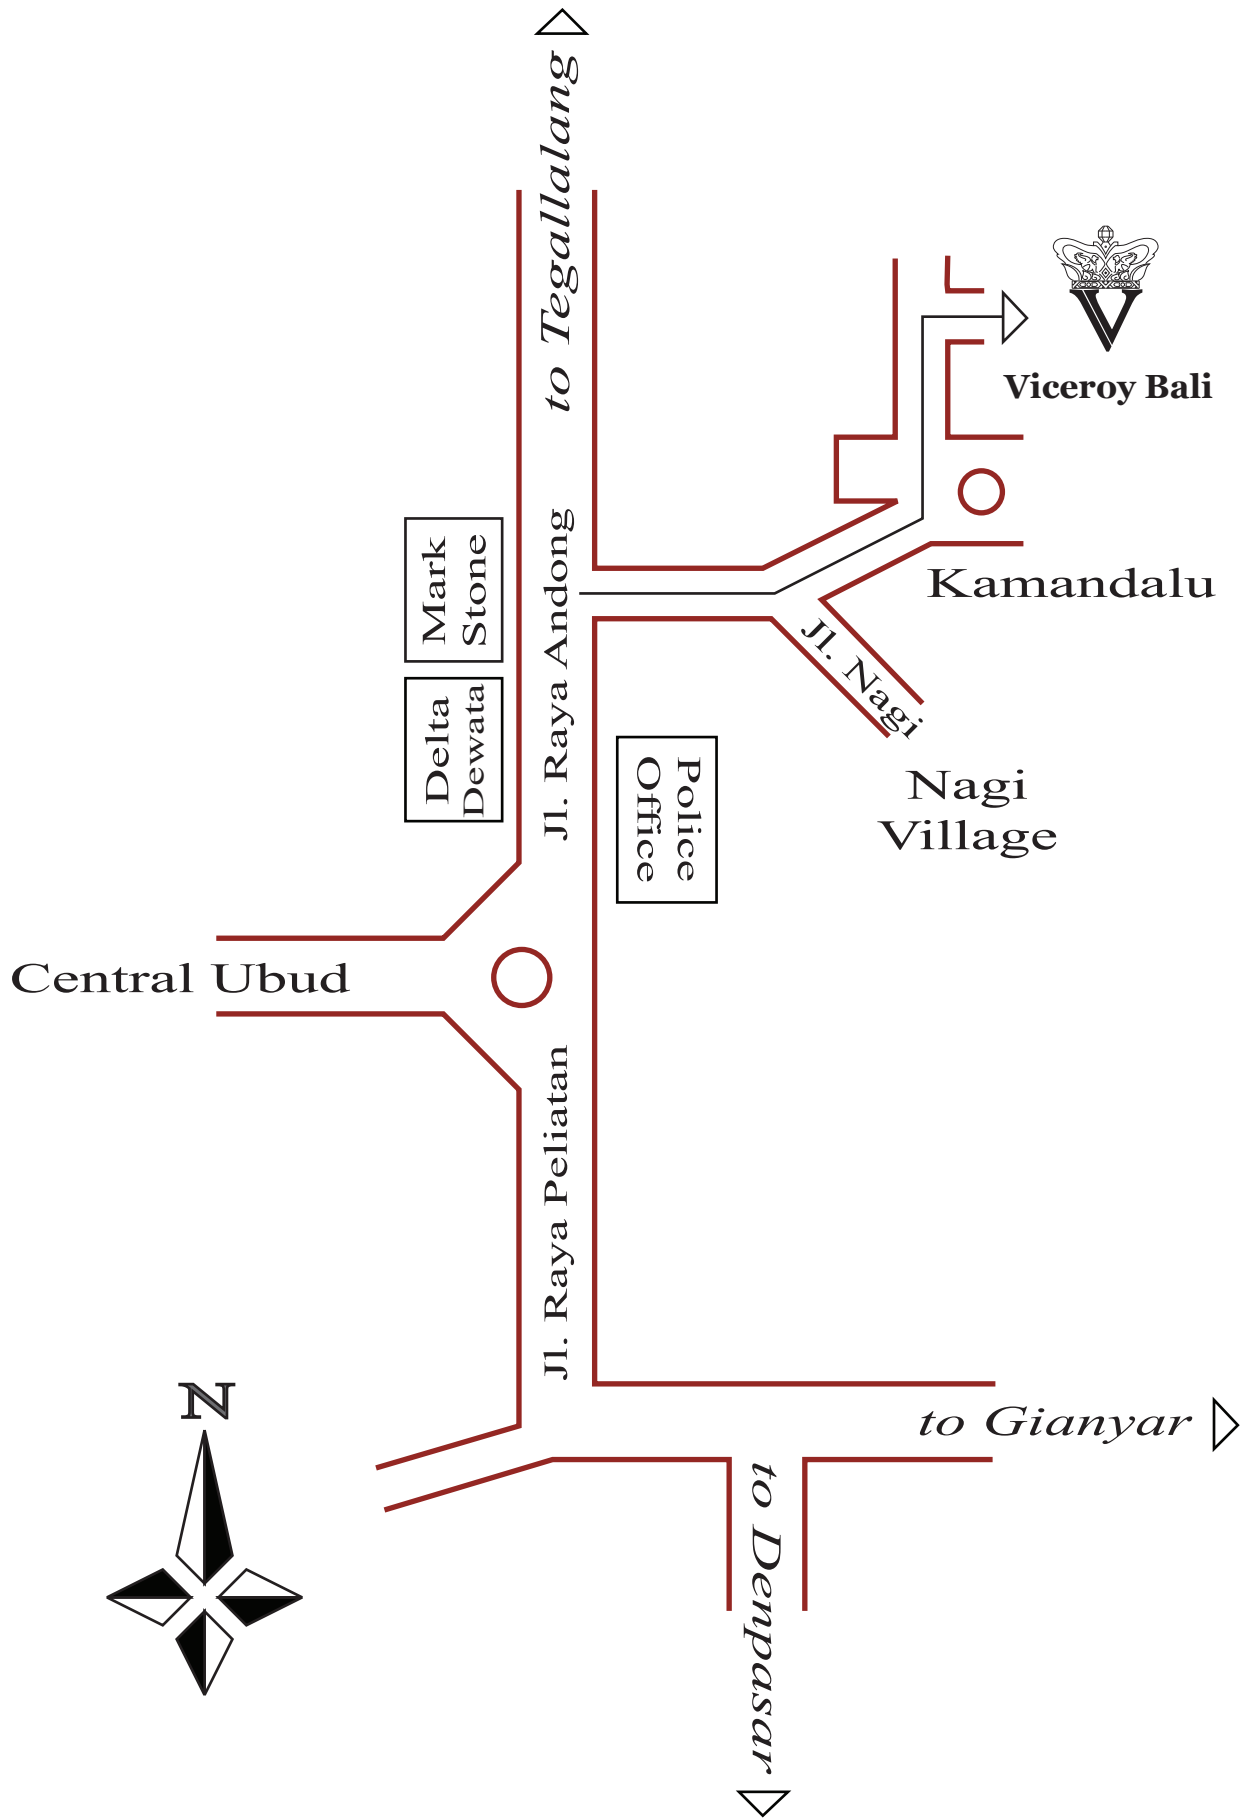 to Tegallalang
V
Viceroy Bali
Mark
Stone
Jl. Raya Andong
Kamandalu
Jl. Nagi
Delta
Dewata
Police
Office
Nagi
Village
Central Ubud
Jl. Raya Peliatan
N
to Gianyar
to Denpasar